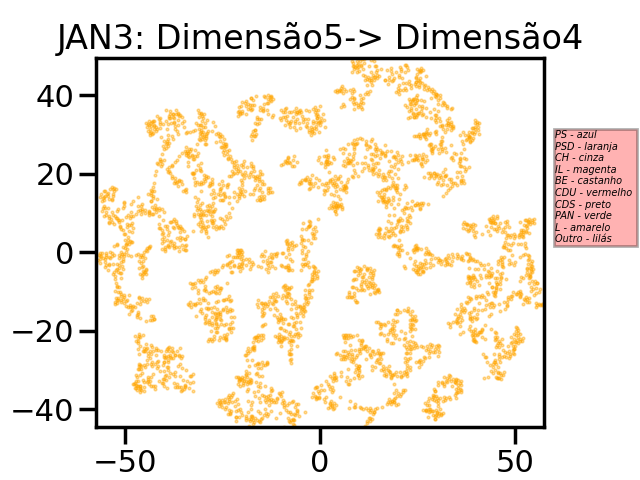 JAN3: Dimensão5-> Dimensão4
40
20
0
−20
−40
−50
0
50
PS - azul
PSD - laranja
CH - cinza
IL - magenta
BE - castanho
CDU - vermelho
CDS - preto
PAN - verde
L - amarelo
Outro - lilás